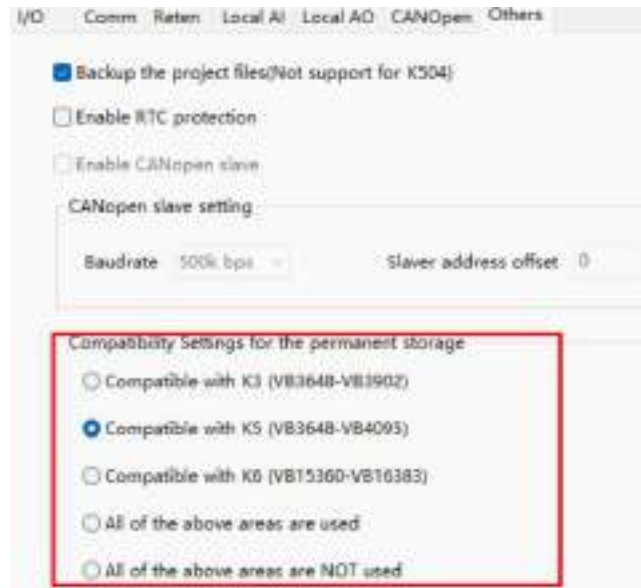 I/O Comm Reten Local AI Local AO CANOpen Others
Backup the project files(Not support for K504)
Enable RTC protection
Enable CANopen slave
CANopen slave setting
Baudrate 500k bps Slaver address offset 0
Compatibility Settings for the permanent storage
Compatible with K3 (VB3648-VB3902)
Compatible with K5 (VB3648-VB4095)
Compatible with K6 (VB15360-VB16383)
All of the above areas are used
All of the above areas are NOT used